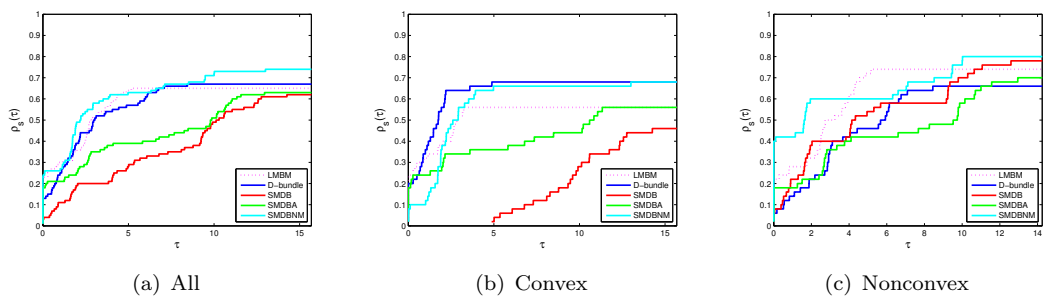 1
0.9
0.8
0.7
0.6
0.5
0.4
0.3
0.2
0.1
0
ρs(τ)
0 5 10 15
τ
LMBM
D−bundle
SMDB
SMDBA
SMDBNM
(a) All
1
0.9
0.8
0.7
0.6
0.5
0.4
0.3
0.2
0.1
0
ρs(τ)
0 5 10 15
τ
LMBM
D−bundle
SMDB
SMDBA
SMDBNM
(b) Convex
1
0.9
0.8
0.7
0.6
0.5
0.4
0.3
0.2
0.1
0
ρs(τ)
0 2 4 6 8 10 12 14
τ
LMBM
D−bundle
SMDB
SMDBA
SMDBNM
(c) Nonconvex